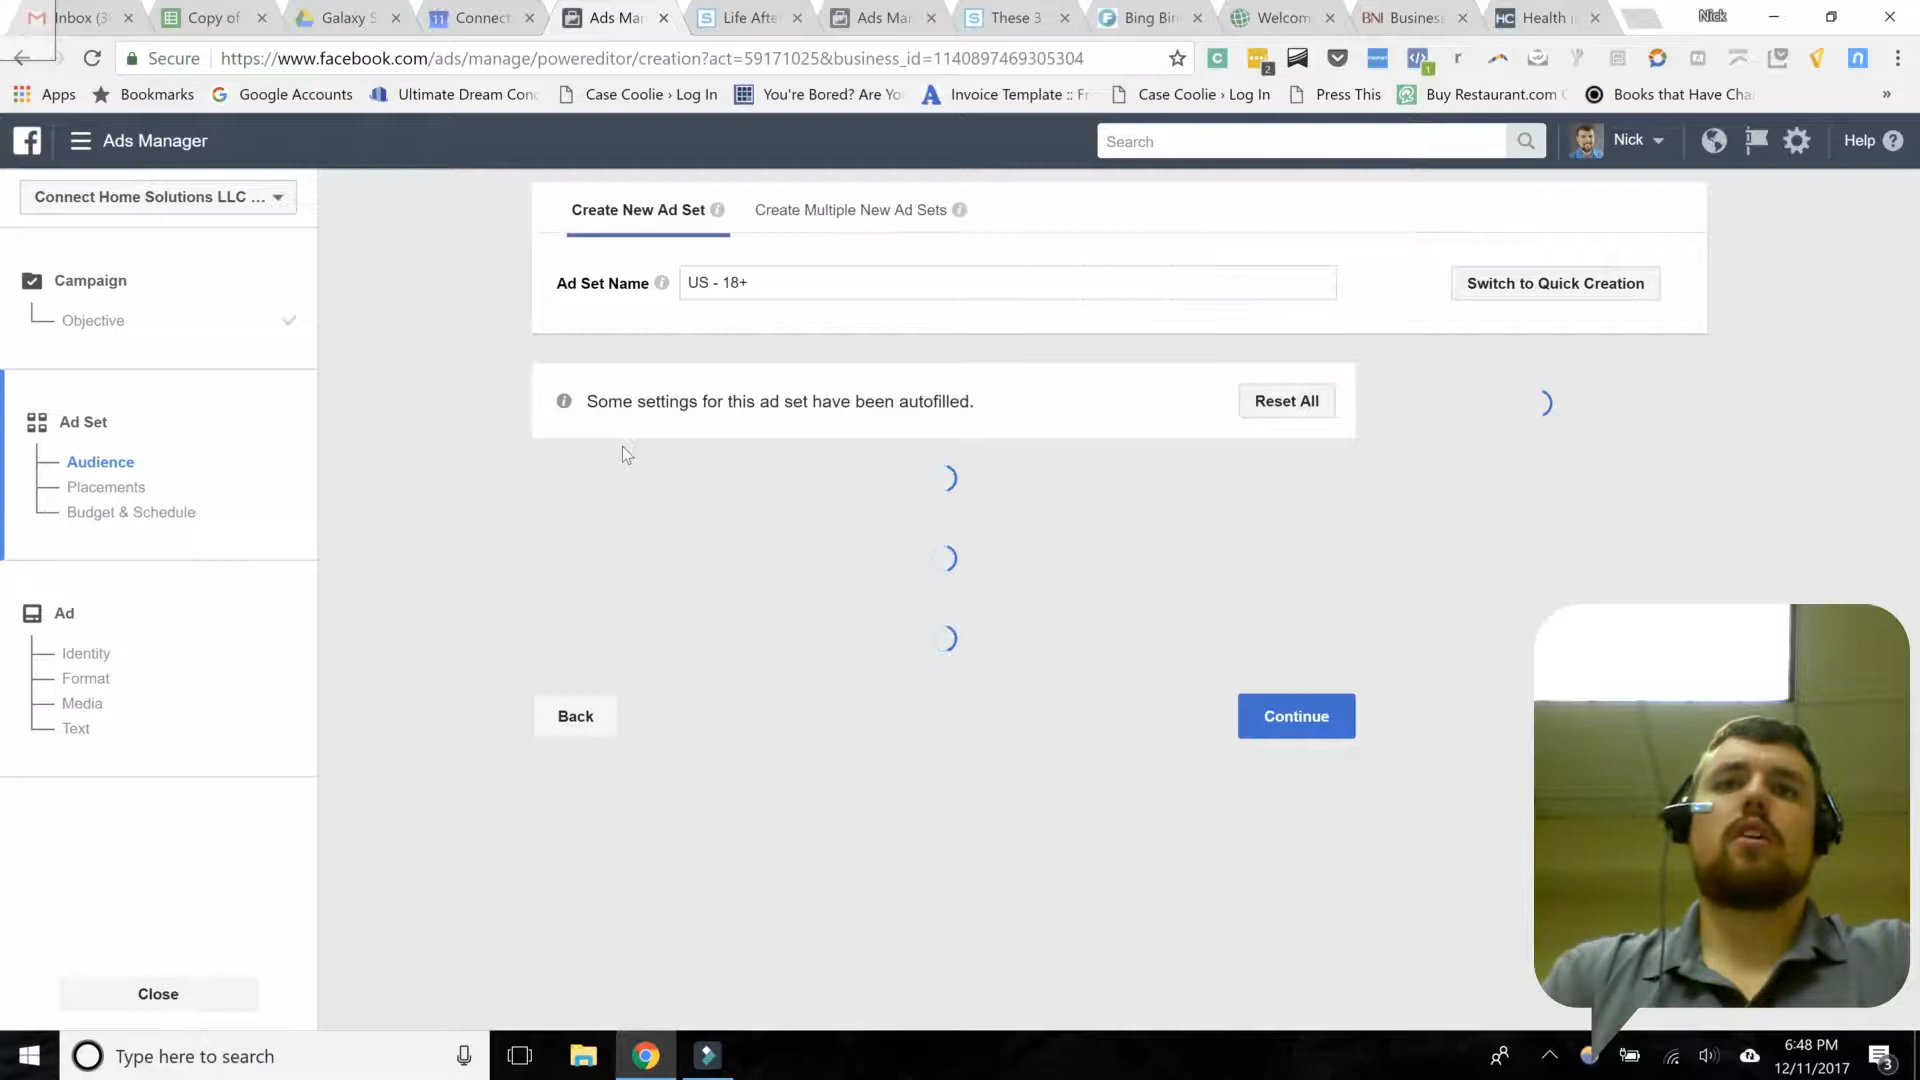 Inbox (3
Copy of
Galaxy S
Connect
Ads Mar
Life Afte
Ads Mar
These 3
Bing Bin
Welcom
BNI Business
Health i
Nick
Secure
https://www.facebook.com/ads/manage/powereditor/creation?act=59171025&business_id=1140897469305304
Apps
Bookmarks
Google Accounts
Ultimate Dream Conc
Case Coolie › Log In
You're Bored? Are Yo
Invoice Template :: Fr
Case Coolie › Log In
Press This
Buy Restaurant.com
Books that Have Cha
»
Ads Manager
Search
Nick
Help
Connect Home Solutions LLC ...
Campaign
Objective
Ad Set
Audience
Placements
Budget & Schedule
Ad
Identity
Format
Media
Text
Close
Create New Ad Set
Create Multiple New Ad Sets
Ad Set Name
US - 18+
Switch to Quick Creation
Some settings for this ad set have been autofilled.
Reset All
Back
Continue
Type here to search
6:48 PM
12/11/2017
3